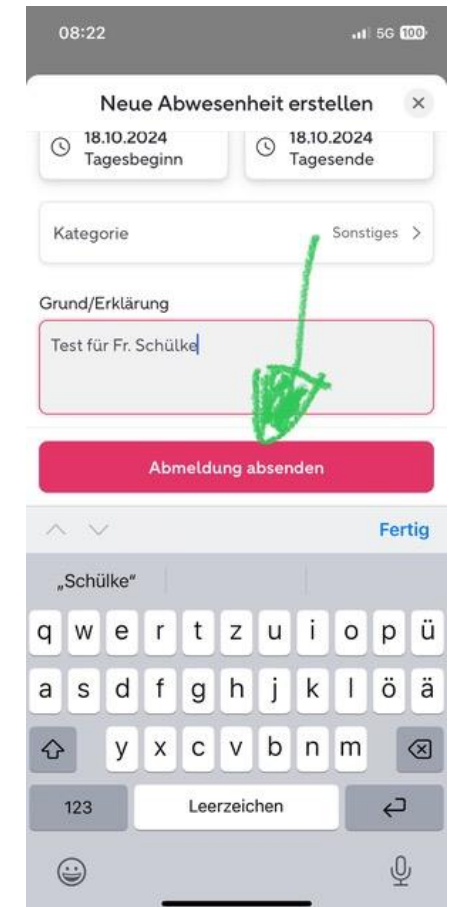 08:22
5G 100
Neue Abwesenheit erstellen
18.10.2024
Tagesbeginn
18.10.2024
Tagesende
Kategorie
Sonstiges
Grund/Erklärung
Test für Fr. Schülke
Abmeldung absenden
Fertig
„Schülke“
q w e r t z u i o p ü
a s d f g h j k l ö ä
y x c v b n m
123 Leerzeichen